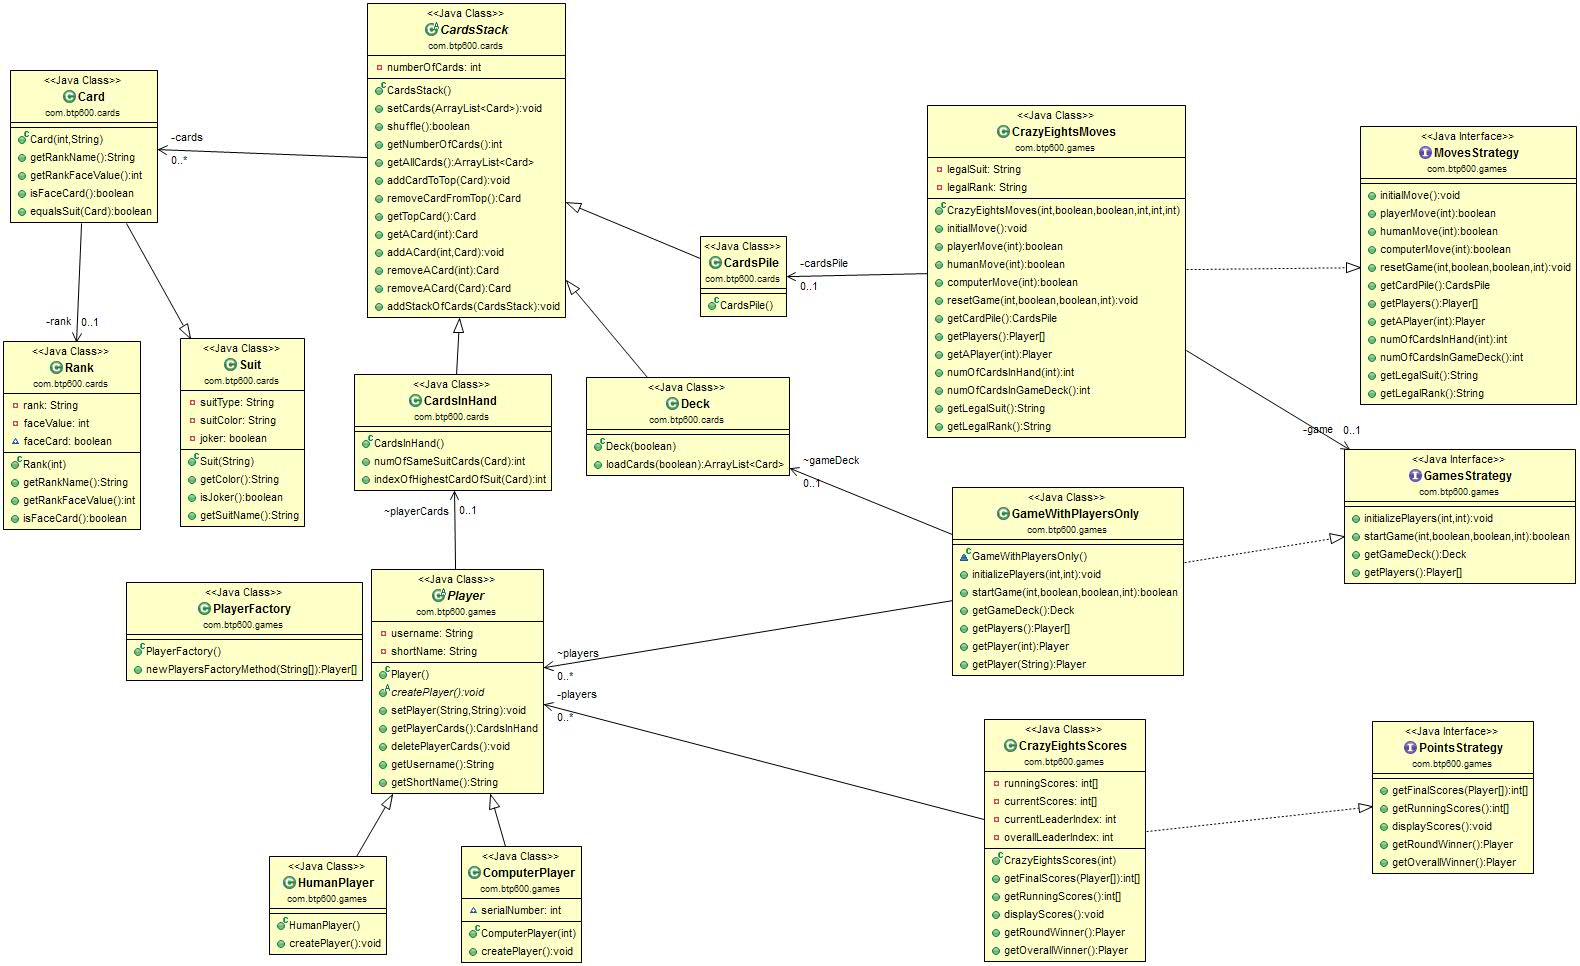 <<Java Class>>
CardsStack
com.btp600.cards
numberOfCards: int
CardsStack()
setCards(ArrayList<Card>):void
shuffle():boolean
getNumberOfCards():int
getAllCards():ArrayList<Card>
addCardToTop(Card):void
removeCardFromTop():Card
getTopCard():Card
getACard(int):Card
addACard(int,Card):void
removeACard(int):Card
removeACard(Card):Card
addStackOfCards(CardsStack):void
<<Java Class>>
Card
com.btp600.cards
Card(int,String)
getRankName():String
getRankFaceValue():int
isFaceCard():boolean
equalsSuit(Card):boolean
-cards
0..*
<<Java Class>>
CrazyEightsMoves
com.btp600.games
legalSuit: String
legalRank: String
CrazyEightsMoves(int,boolean,boolean,int,int,int)
initialMove():void
playerMove(int):boolean
humanMove(int):boolean
computerMove(int):boolean
resetGame(int,boolean,boolean,int):void
getCardPile():CardsPile
getPlayers():Player[]
getAPlayer(int):Player
numOfCardsInHand(int):int
numOfCardsInGameDeck():int
getLegalSuit():String
getLegalRank():String
<<Java Interface>>
MovesStrategy
com.btp600.games
initialMove():void
playerMove(int):boolean
humanMove(int):boolean
computerMove(int):boolean
resetGame(int,boolean,boolean,int):void
getCardPile():CardsPile
getPlayers():Player[]
getAPlayer(int):Player
numOfCardsInHand(int):int
numOfCardsInGameDeck():int
getLegalSuit():String
getLegalRank():String
<<Java Class>>
CardsPile
com.btp600.cards
CardsPile()
-cardsPile
0..1
-rank
0..1
<<Java Class>>
Rank
com.btp600.cards
rank: String
faceValue: int
faceCard: boolean
Rank(int)
getRankName():String
getRankFaceValue():int
isFaceCard():boolean
<<Java Class>>
Suit
com.btp600.cards
suitType: String
suitColor: String
joker: boolean
Suit(String)
getColor():String
isJoker():boolean
getSuitName():String
<<Java Class>>
CardsInHand
com.btp600.cards
CardsInHand()
numOfSameSuitCards(Card):int
indexOfHighestCardOfSuit(Card):int
<<Java Class>>
Deck
com.btp600.cards
Deck(boolean)
loadCards(boolean):ArrayList<Card>
~gameDeck
0..1
-game
0..1
<<Java Interface>>
GamesStrategy
com.btp600.games
initializePlayers(int,int):void
startGame(int,boolean,boolean,int):boolean
getGameDeck():Deck
getPlayers():Player[]
<<Java Class>>
GameWithPlayersOnly
com.btp600.games
GameWithPlayersOnly()
initializePlayers(int,int):void
startGame(int,boolean,boolean,int):boolean
getGameDeck():Deck
getPlayers():Player[]
getPlayer(int):Player
getPlayer(String):Player
~playerCards
0..1
<<Java Class>>
PlayerFactory
com.btp600.games
PlayerFactory()
newPlayersFactoryMethod(String[]):Player[]
<<Java Class>>
Player
com.btp600.games
username: String
shortName: String
Player()
createPlayer():void
setPlayer(String,String):void
getPlayerCards():CardsInHand
deletePlayerCards():void
getUsername():String
getShortName():String
~players
0..*
-players
0..*
<<Java Class>>
CrazyEightsScores
com.btp600.games
runningScores: int[]
currentScores: int[]
currentLeaderIndex: int
overallLeaderIndex: int
CrazyEightsScores(int)
getFinalScores(Player[]):int[]
getRunningScores():int[]
displayScores():void
getRoundWinner():Player
getOverallWinner():Player
<<Java Interface>>
PointsStrategy
com.btp600.games
getFinalScores(Player[]):int[]
getRunningScores():int[]
displayScores():void
getRoundWinner():Player
getOverallWinner():Player
<<Java Class>>
HumanPlayer
com.btp600.games
HumanPlayer()
createPlayer():void
<<Java Class>>
ComputerPlayer
com.btp600.games
serialNumber: int
ComputerPlayer(int)
createPlayer():void